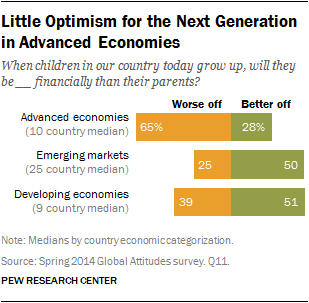 Little Optimism for the Next Generation
in Advanced Economies
When children in our country today grow up, will they
be __ financially than their parents?
Worse off Better off
Advanced economies
(10 country median)
65% 28%
Emerging markets
(25 country median)
25 50
Developing economies
(9 country median)
39 51
Note: Medians by country economic categorization.
Source: Spring 2014 Global Attitudes survey. Q11.
PEW RESEARCH CENTER